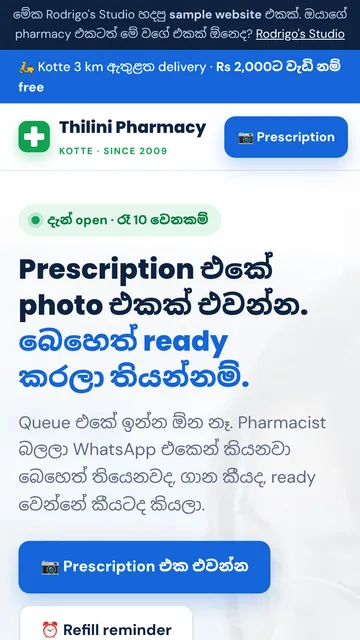 මේක Rodrigo's Studio හදපු sample website එකක්. ඔයාගේ
pharmacy එකටත් මේ වගේ එකක් ඕනෙද? Rodrigo's Studio
🛵 Kotte 3 km ඇතුළත delivery · Rs 2,000ට වැඩි නම්
free
Thilini Pharmacy
KOTTE · SINCE 2009
📷 Prescription
දැන් open · රෑ 10 වෙනකම්
Prescription එකේ
photo එකක් එවන්න.
බෙහෙත් ready
කරලා තියන්නම්.
Queue එකේ ඉන්න ඕන නෑ. Pharmacist
බලලා WhatsApp එකෙන් කියනවා
බෙහෙත් තියෙනවද, ගාන කීයද, ready
වෙන්නේ කීයටද කියලා.
📷 Prescription එක එවන්න
⏰ Refill reminder